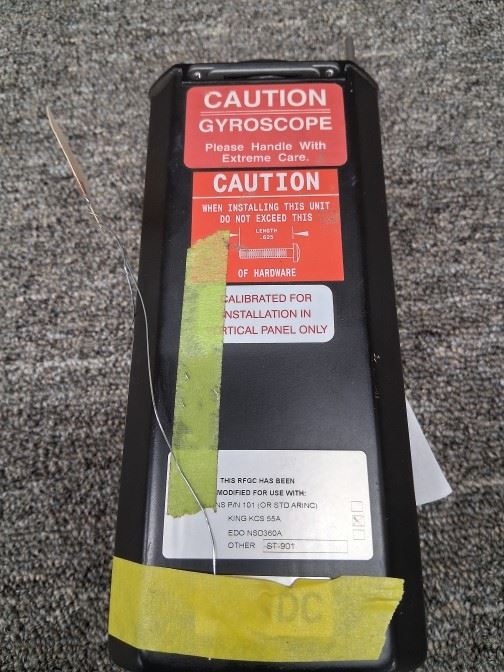 CAUTION
GYROSCOPE
Please Handle With
Extreme Care.
CAUTION
WHEN INSTALLING THIS UNIT
DO NOT EXCEED THIS
LENGTH
.625
OF HARDWARE
CALIBRATED FOR
INSTALLATION IN
VERTICAL PANEL ONLY
THIS RFGC HAS BEEN
MODIFIED FOR USE WITH:
NS P/N 101 (OR STD ARINC)
KING KCS 55A
EDO NSD360A
OTHER ST-901
DC